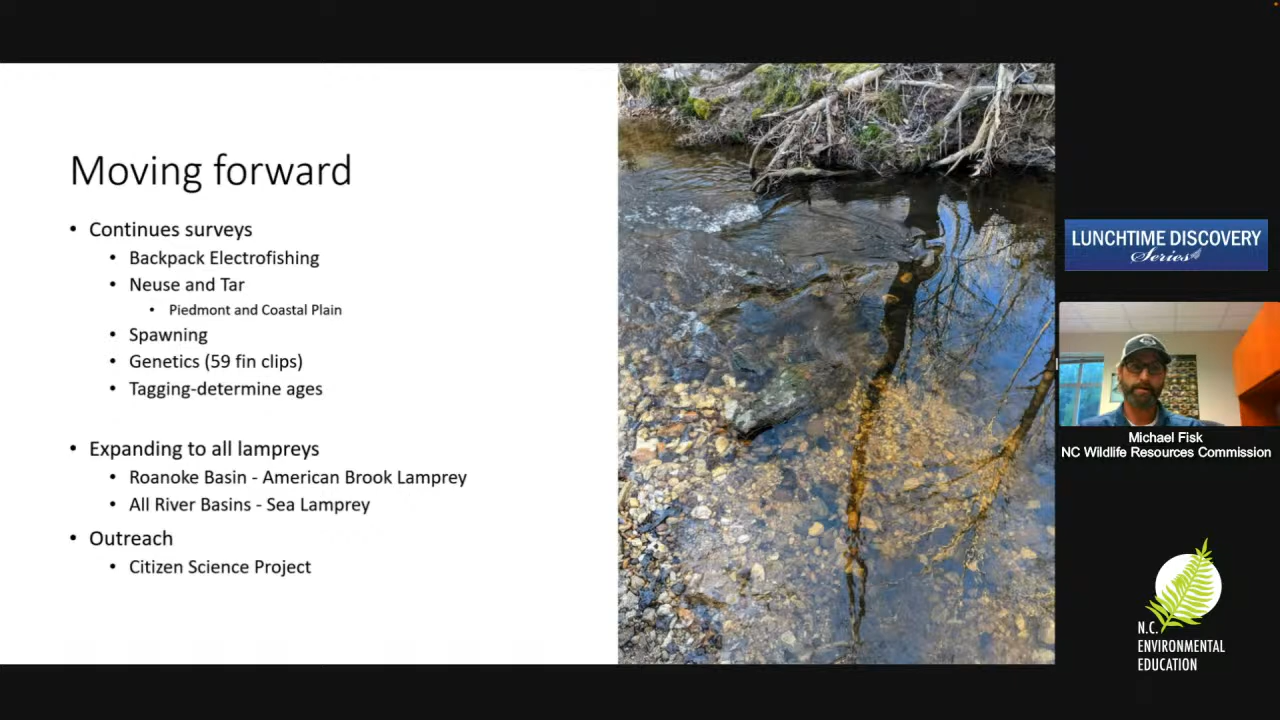 Moving forward
• Continues surveys
• Backpack Electrofishing
• Neuse and Tar
• Piedmont and Coastal Plain
• Spawning
• Genetics (59 fin clips)
• Tagging-determine ages
• Expanding to all lampreys
• Roanoke Basin - American Brook Lamprey
• All River Basins - Sea Lamprey
• Outreach
• Citizen Science Project
LUNCHTIME DISCOVERY
Series
Michael Fisk
NC Wildlife Resources Commission
N.C.
ENVIRONMENTAL
EDUCATION